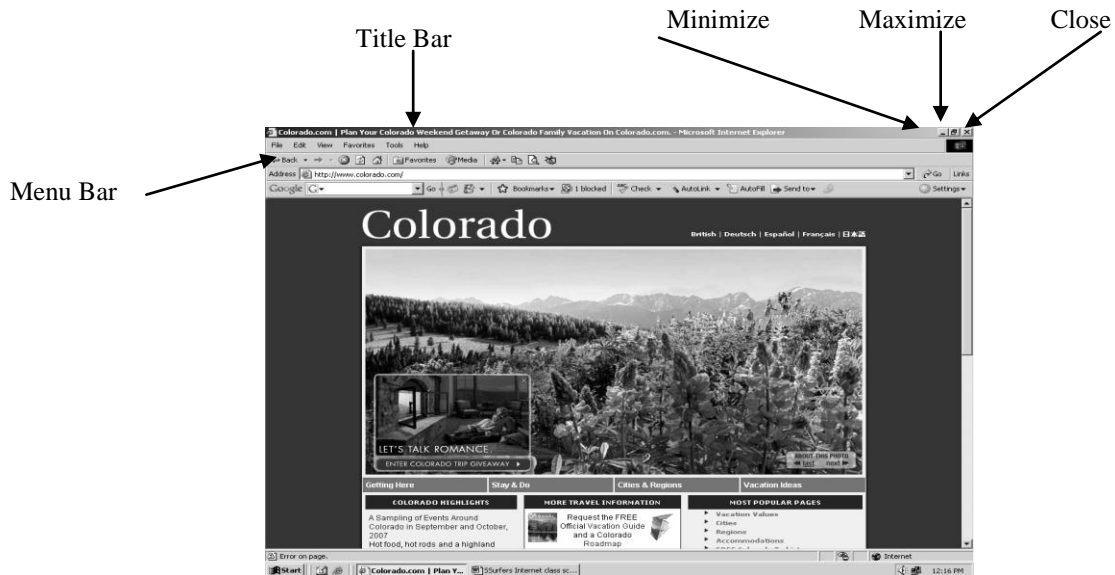 Minimize Maximize Close
Title Bar
Menu Bar
Colorado.com | Plan Your Colorado Weekend Getaway Or Colorado Family Vacation On Colorado.com. - Microsoft Internet Explorer
File Edit View Favorites Tools Help
Back Favorites Media
Address http://www.colorado.com/ Go Links
Google G Go Bookmarks 1 blocked Check AutoLink AutoFill Send to Settings
Colorado
British | Deutsch | Español | Français | 日本語
LET'S TALK ROMANCE.
ENTER COLORADO TRIP GIVEAWAY
ABOUT THIS PHOTO
last next
Getting Here Stay & Do Cities & Regions Vacation Ideas
COLORADO HIGHLIGHTS MORE TRAVEL INFORMATION MOST POPULAR PAGES
A Sampling of Events Around
Colorado in September and October,
2007
Hot food, hot rods and a highland
Request the FREE
Official Vacation Guide
and a Colorado
Roadmap
Vacation Values
Cities
Regions
Accommodations
Error on page. Internet
Start Colorado.com | Plan Y... SSurfers Internet class sc... 12:16 PM